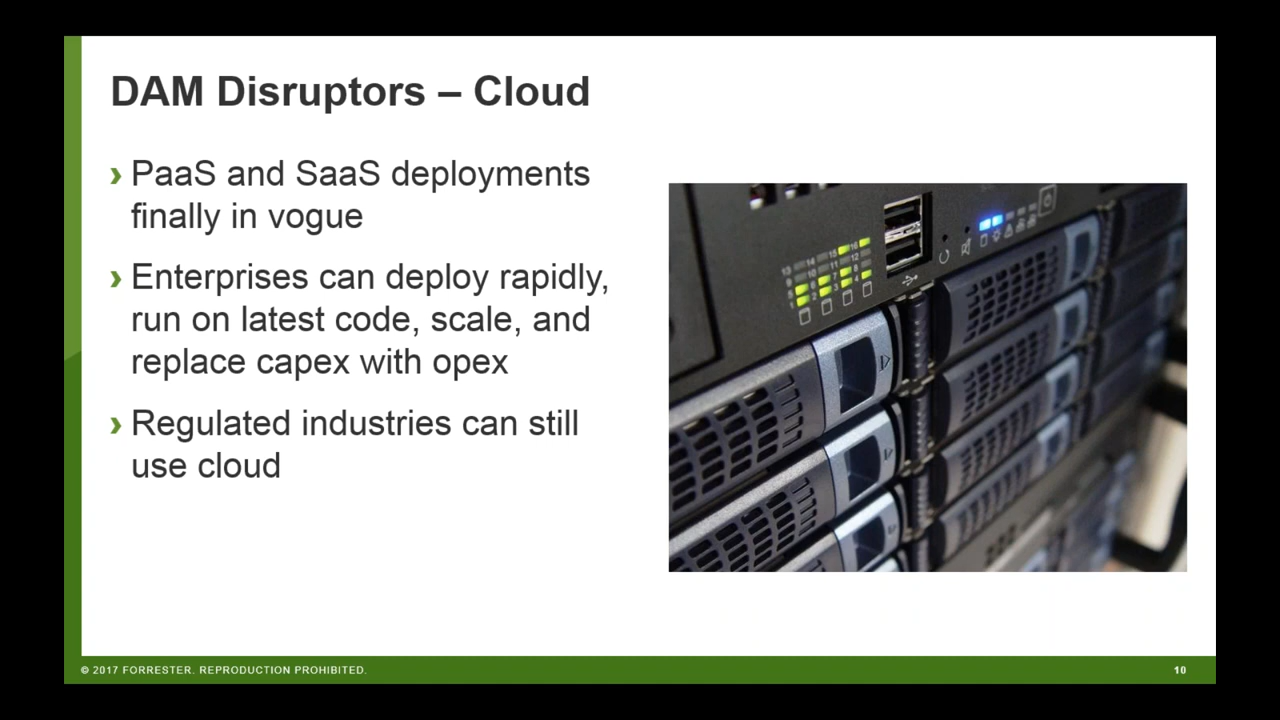 DAM Disruptors – Cloud
› PaaS and SaaS deployments
finally in vogue
› Enterprises can deploy rapidly,
run on latest code, scale, and
replace capex with opex
› Regulated industries can still
use cloud
© 2017 FORRESTER. REPRODUCTION PROHIBITED.
10